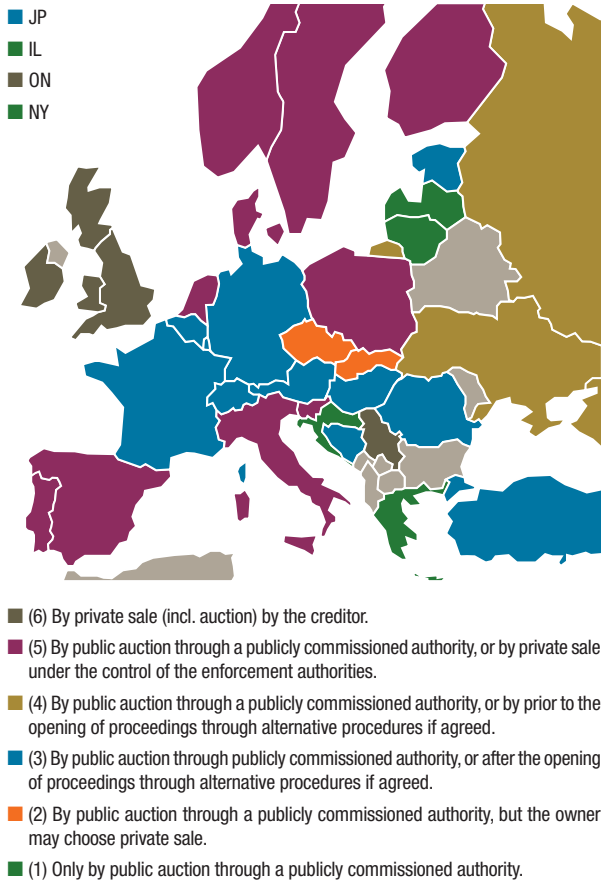 JP
IL
ON
NY
(6) By private sale (incl. auction) by the creditor.
(5) By public auction through a publicly commissioned authority, or by private sale
under the control of the enforcement authorities.
(4) By public auction through a publicly commissioned authority, or by prior to the
opening of proceedings through alternative procedures if agreed.
(3) By public auction through publicly commissioned authority, or after the opening
of proceedings through alternative procedures if agreed.
(2) By public auction through a publicly commissioned authority, but the owner
may choose private sale.
(1) Only by public auction through a publicly commissioned authority.